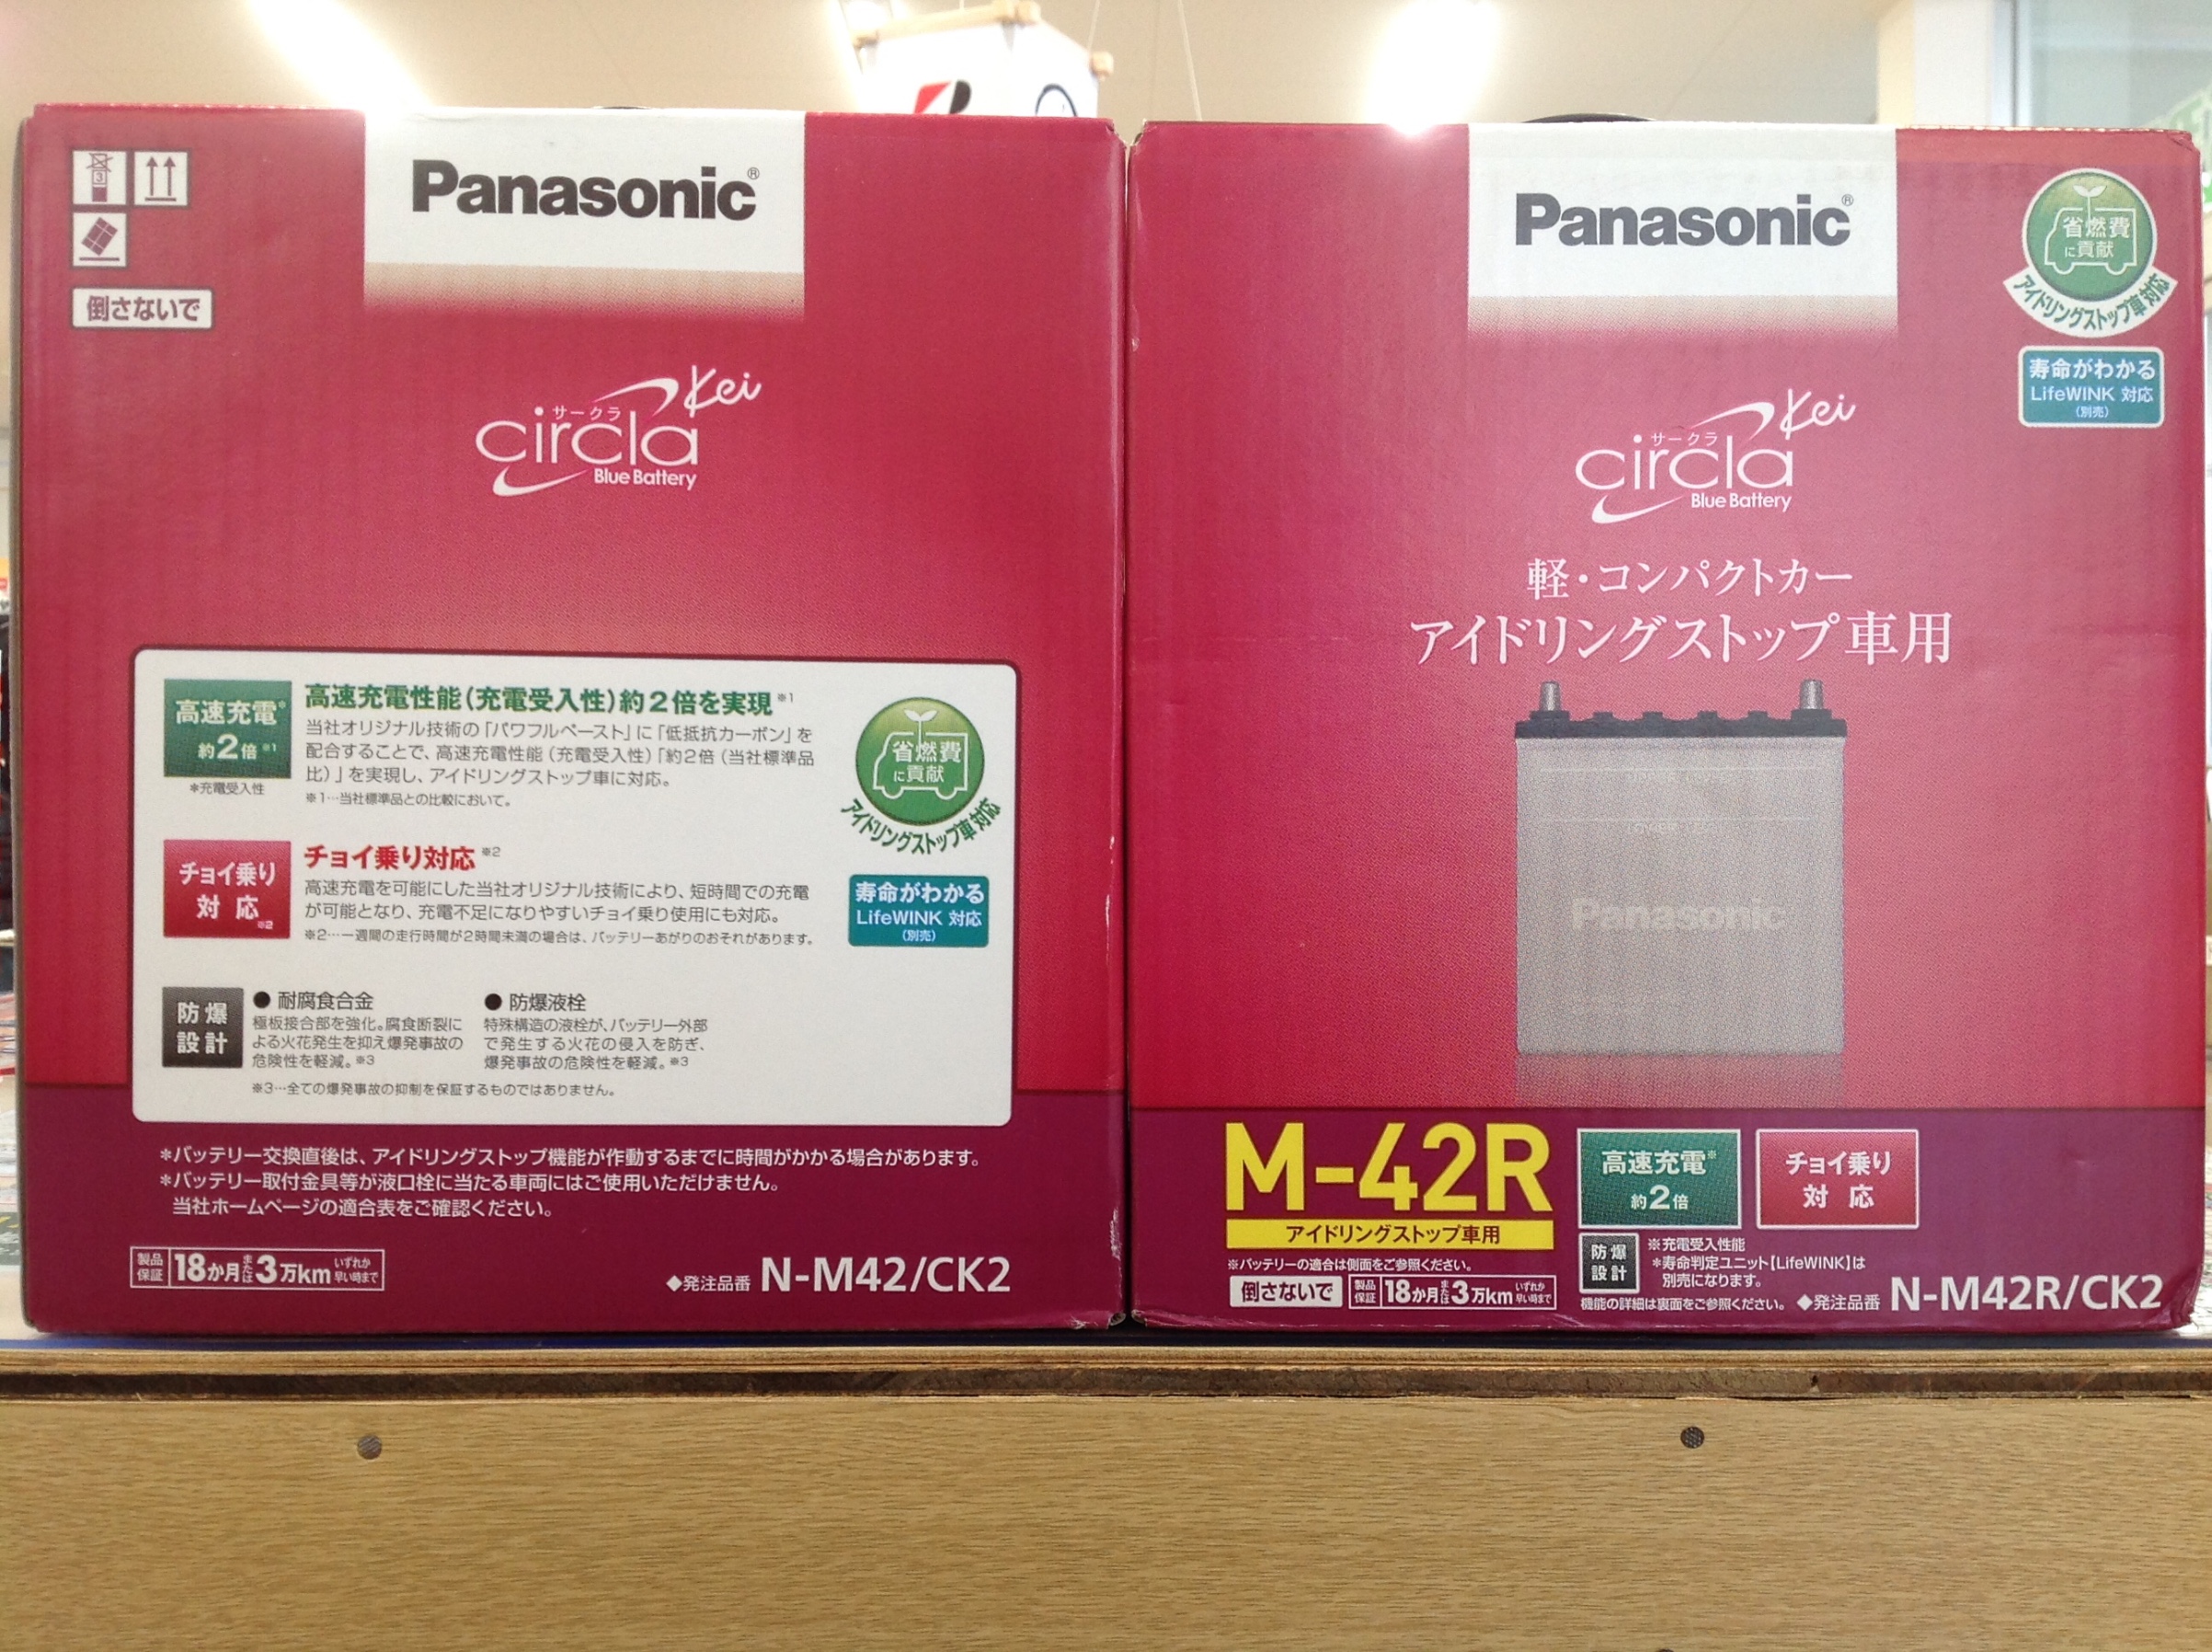 3
倒さないで
Panasonic®
サークラ
circla Kei
Blue Battery
高速充電*
約2倍※1
*充電受入性
高速充電性能(充電受入性)約2倍を実現※1
当社オリジナル技術の「パワフルペースト」に「低抵抗カーボン」を
配合することで、高速充電性能(充電受入性)「約2倍(当社標準品
比)」を実現し、アイドリングストップ車に対応。
※1…当社標準品との比較において。
省燃費
に貢献
アイドリングストップ車対応
チョイ乗り
対応※2
チョイ乗り対応※2
高速充電を可能にした当社オリジナル技術により、短時間での充電
が可能となり、充電不足になりやすいチョイ乗り使用にも対応。
※2…一週間の走行時間が2時間未満の場合は、バッテリーあがりのおそれがあります。
寿命がわかる
LifeWINK 対応
(別売)
防爆
設計
●耐腐食合金
極板接合部を強化。腐食断裂に
よる火花発生を抑え爆発事故の
危険性を軽減。※3
●防爆液栓
特殊構造の液栓が、バッテリー外部
で発生する火花の侵入を防ぎ、
爆発事故の危険性を軽減。※3
※3…全ての爆発事故の抑制を保証するものではありません。
*バッテリー交換直後は、アイドリングストップ機能が作動するまでに時間がかかる場合があります。
*バッテリー取付金具等が液口栓に当たる車両にはご使用いただけません。
当社ホームページの適合表をご確認ください。
製品保証 18か月または3万km いずれか早い時まで
◆発注品番 N-M42/CK2
Panasonic®
省燃費
に貢献
アイドリングストップ車対応
寿命がわかる
LifeWINK 対応
(別売)
サークラ
circla Kei
Blue Battery
軽・コンパクトカー
アイドリングストップ車用
Panasonic
M-42R
アイドリングストップ車用
※バッテリーの適合は側面をご参照ください。
倒さないで
製品保証 18か月または3万km いずれか早い時まで
高速充電※
約2倍
チョイ乗り
対応
防爆
設計
※充電受入性能
*寿命判定ユニット【LifeWINK】は
別売になります。
機能の詳細は裏面をご参照ください。
◆発注品番 N-M42R/CK2